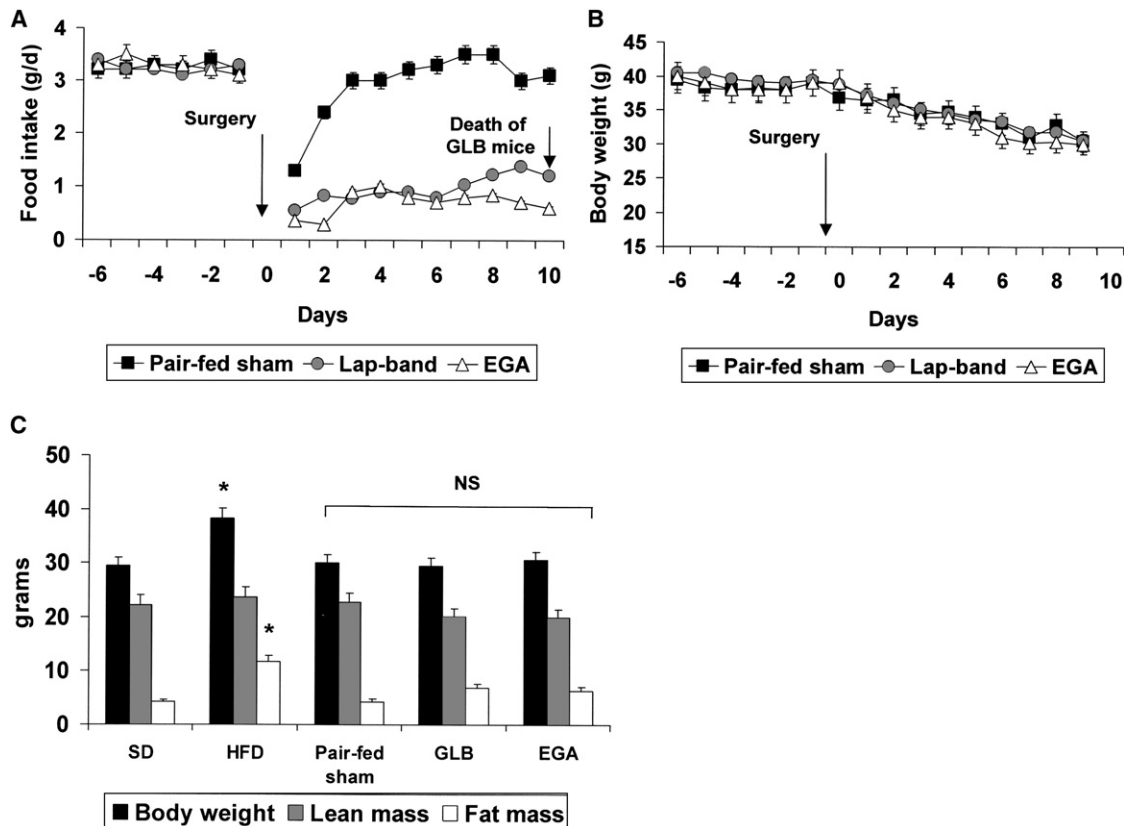 A
Food intake (g/d)
4
3
2
1
0
Surgery
Death of
GLB mice
-6 -4 -2 0 2 4 6 8 10
Days
Pair-fed sham Lap-band EGA
B
Body weight (g)
45
40
35
30
25
20
15
Surgery
-6 -4 -2 0 2 4 6 8 10
Days
Pair-fed sham Lap-band EGA
C
grams
50
40
30
20
10
0
* * NS
SD HFD Pair-fed GLB EGA
sham
Body weight Lean mass Fat mass